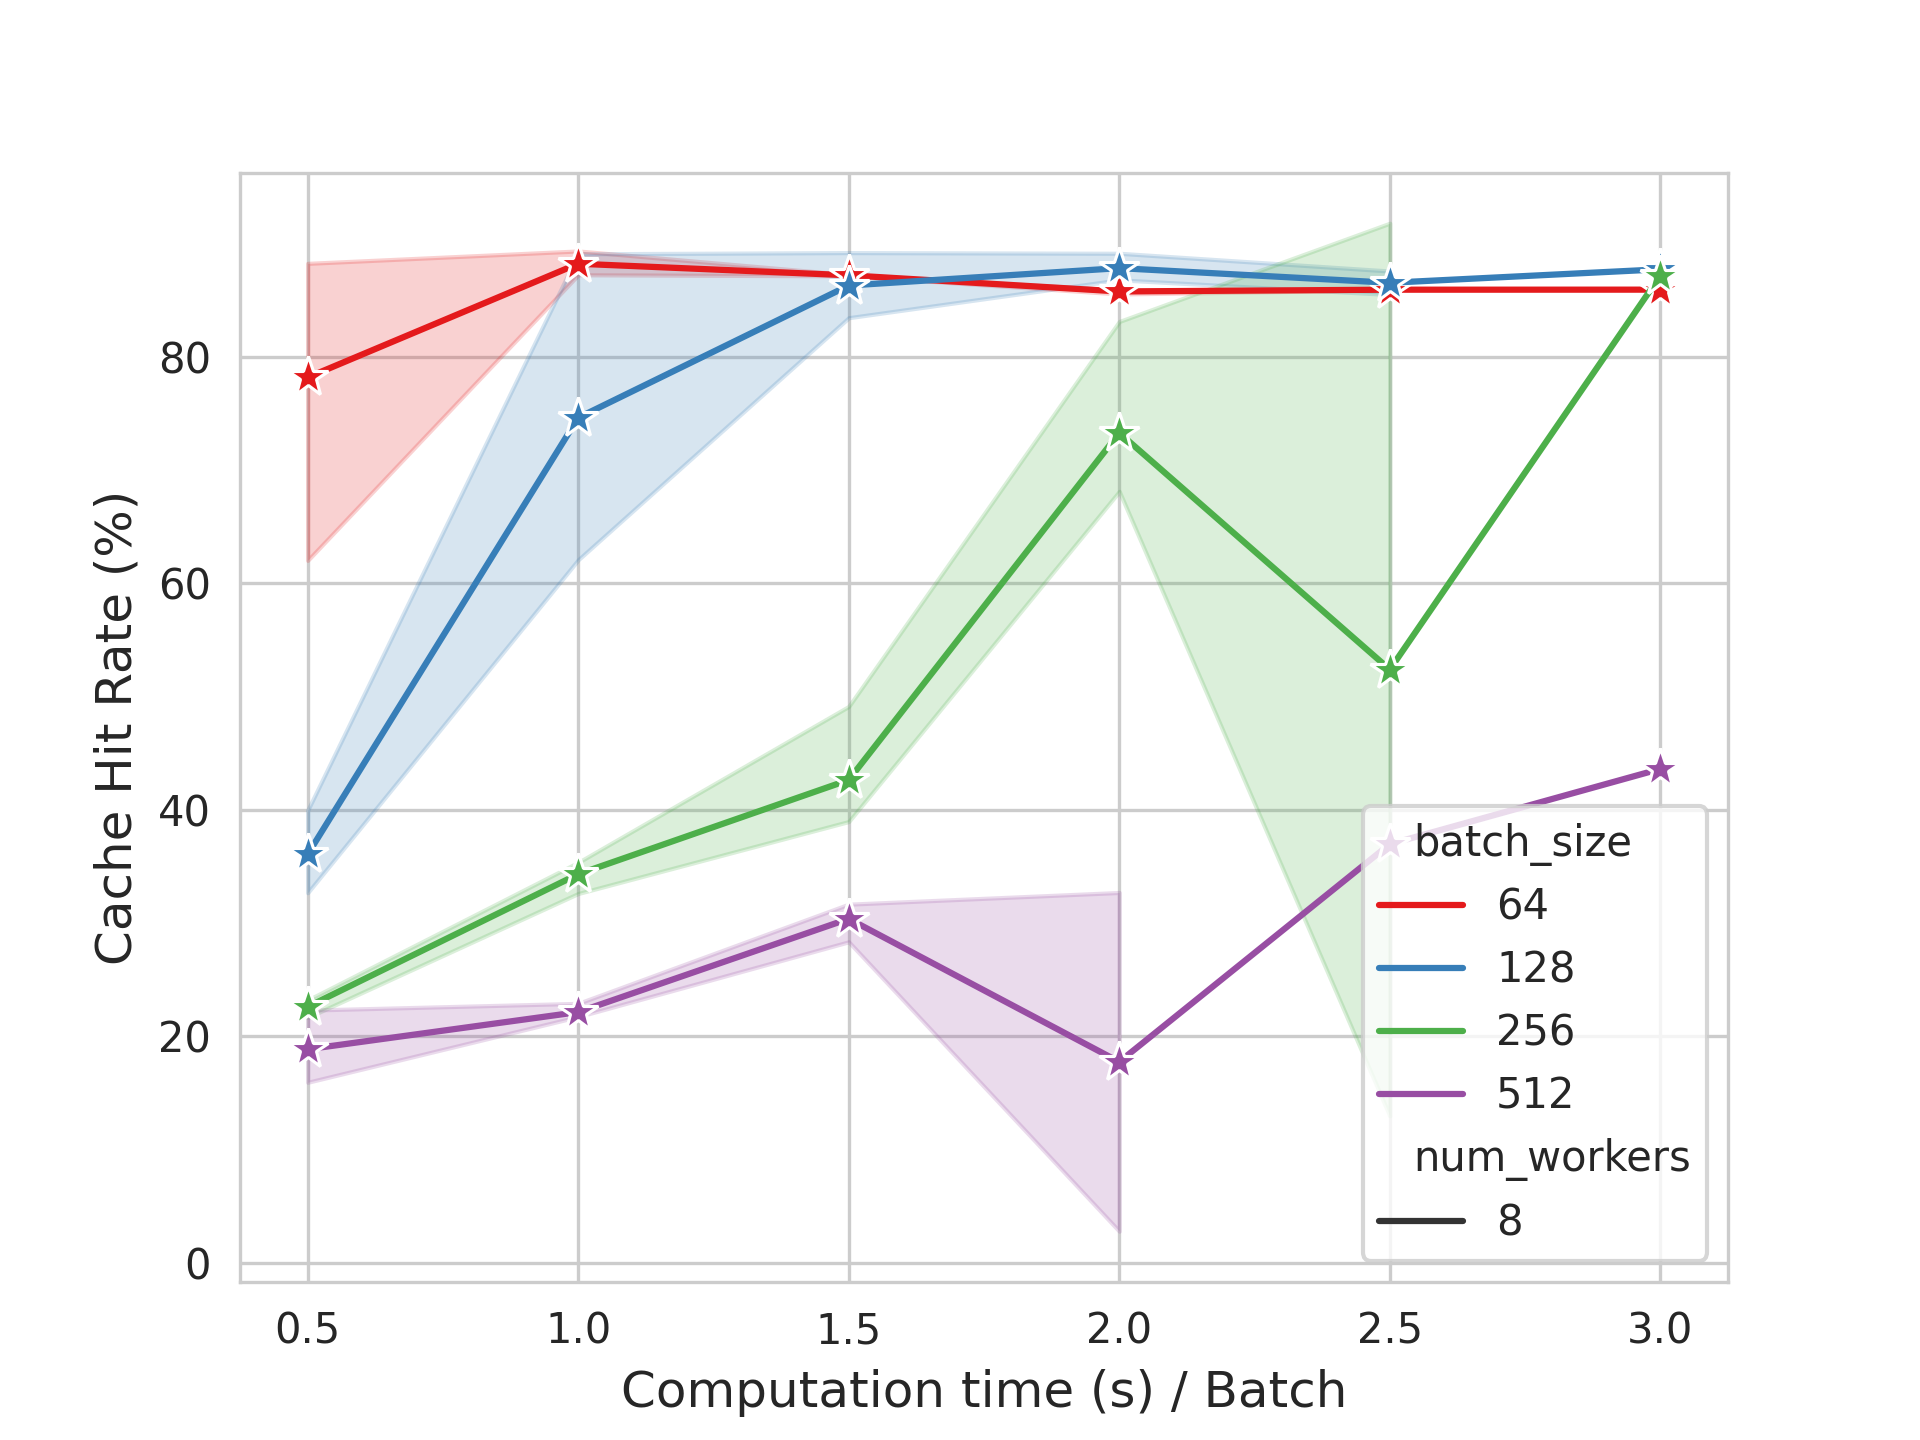 Cache Hit Rate (%)
80
60
40
20
0
0.5 1.0 1.5 2.0 2.5 3.0
Computation time (s) / Batch
batch_size
64
128
256
512
num_workers
8